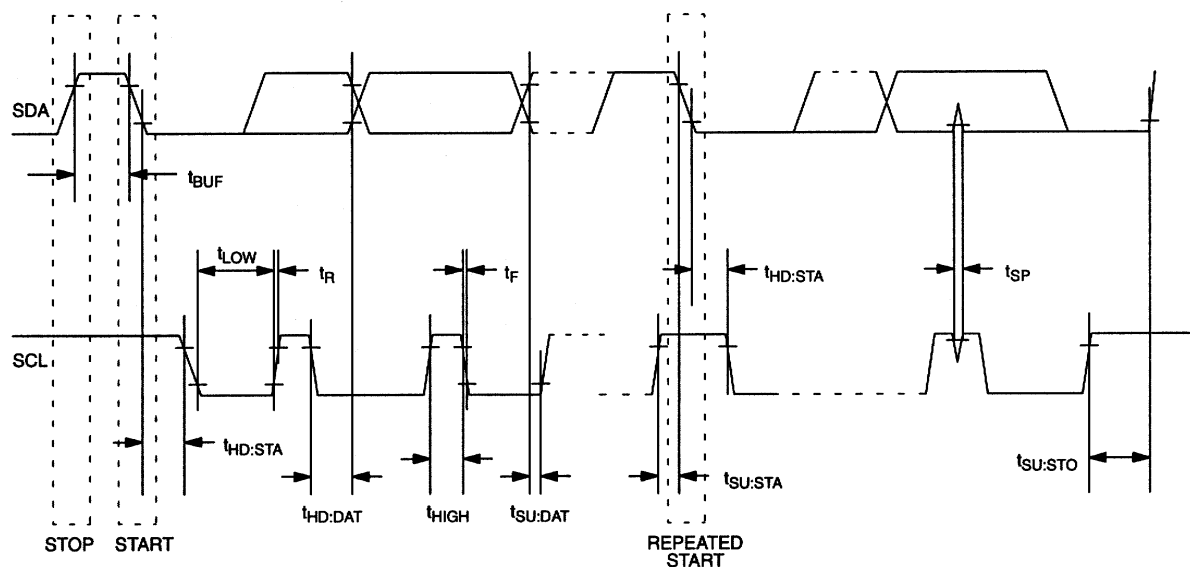 SDA
tBUF
tLOW
tR
tF
tHD:STA
tSP
SCL
tHD:STA
tHD:DAT
tHIGH
tSU:DAT
tSU:STA
tSU:STO
STOP
START
REPEATED
START